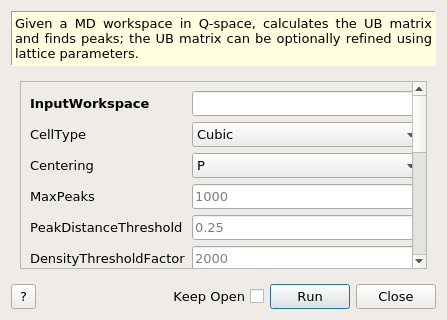 Given a MD workspace in Q-space, calculates the UB matrix
and finds peaks; the UB matrix can be optionally refined using
lattice parameters.
InputWorkspace
CellType Cubic
Centering P
MaxPeaks 1000
PeakDistanceThreshold 0.25
DensityThresholdFactor 2000
? Keep Open Run Close